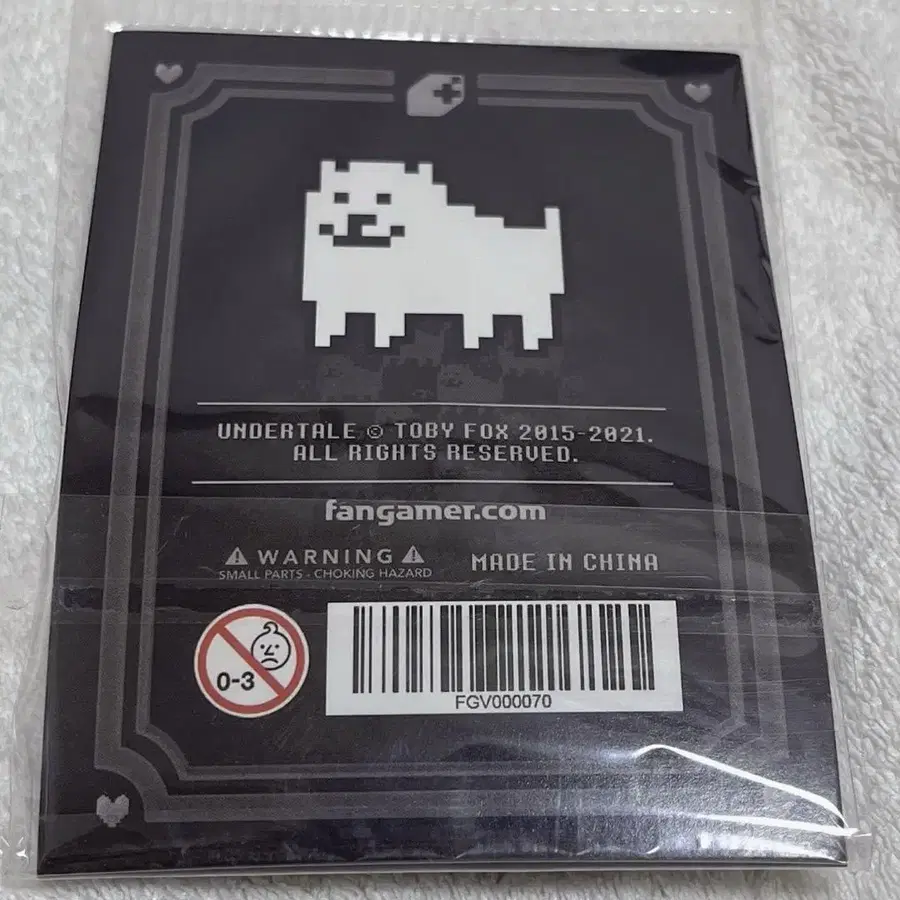 UNDERTALE © TOBY FOX 2015-2021.
ALL RIGHTS RESERVED.
fangamer.com
⚠ WARNING ⚠
SMALL PARTS - CHOKING HAZARD
MADE IN CHINA
0-3
FGV000070